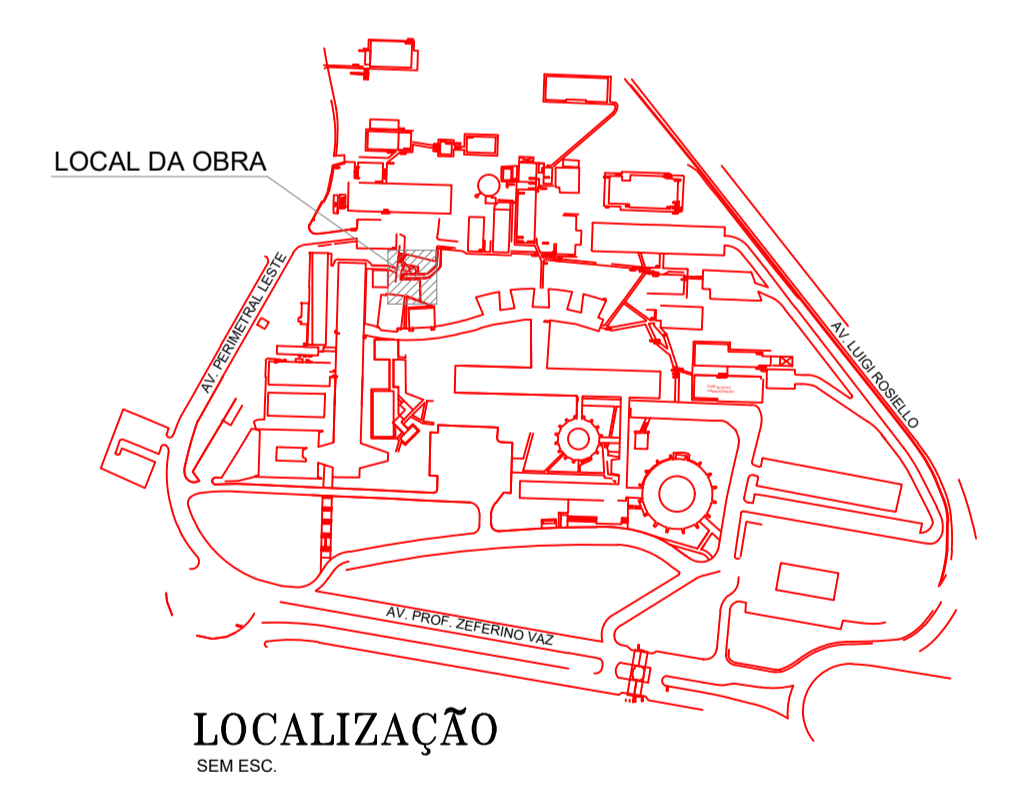 LOCAL DA OBRA
AV. PERIMETRAL LESTE
AV. LUIGI ROSIELLO
AV. PROF. ZEFERINO VAZ
LOCALIZAÇÃO
SEM ESC.